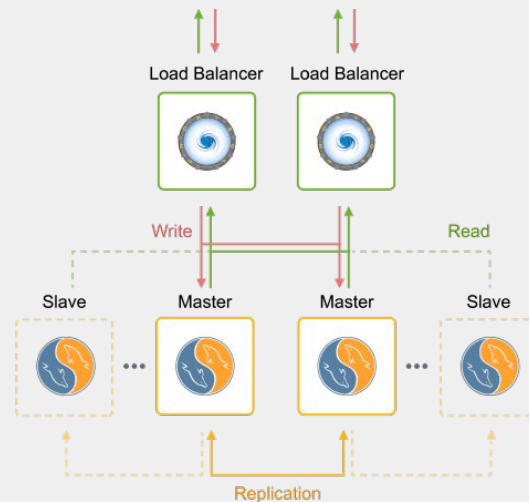 Load Balancer
Load Balancer
Write
Read
Slave
Master
Master
Slave
Replication